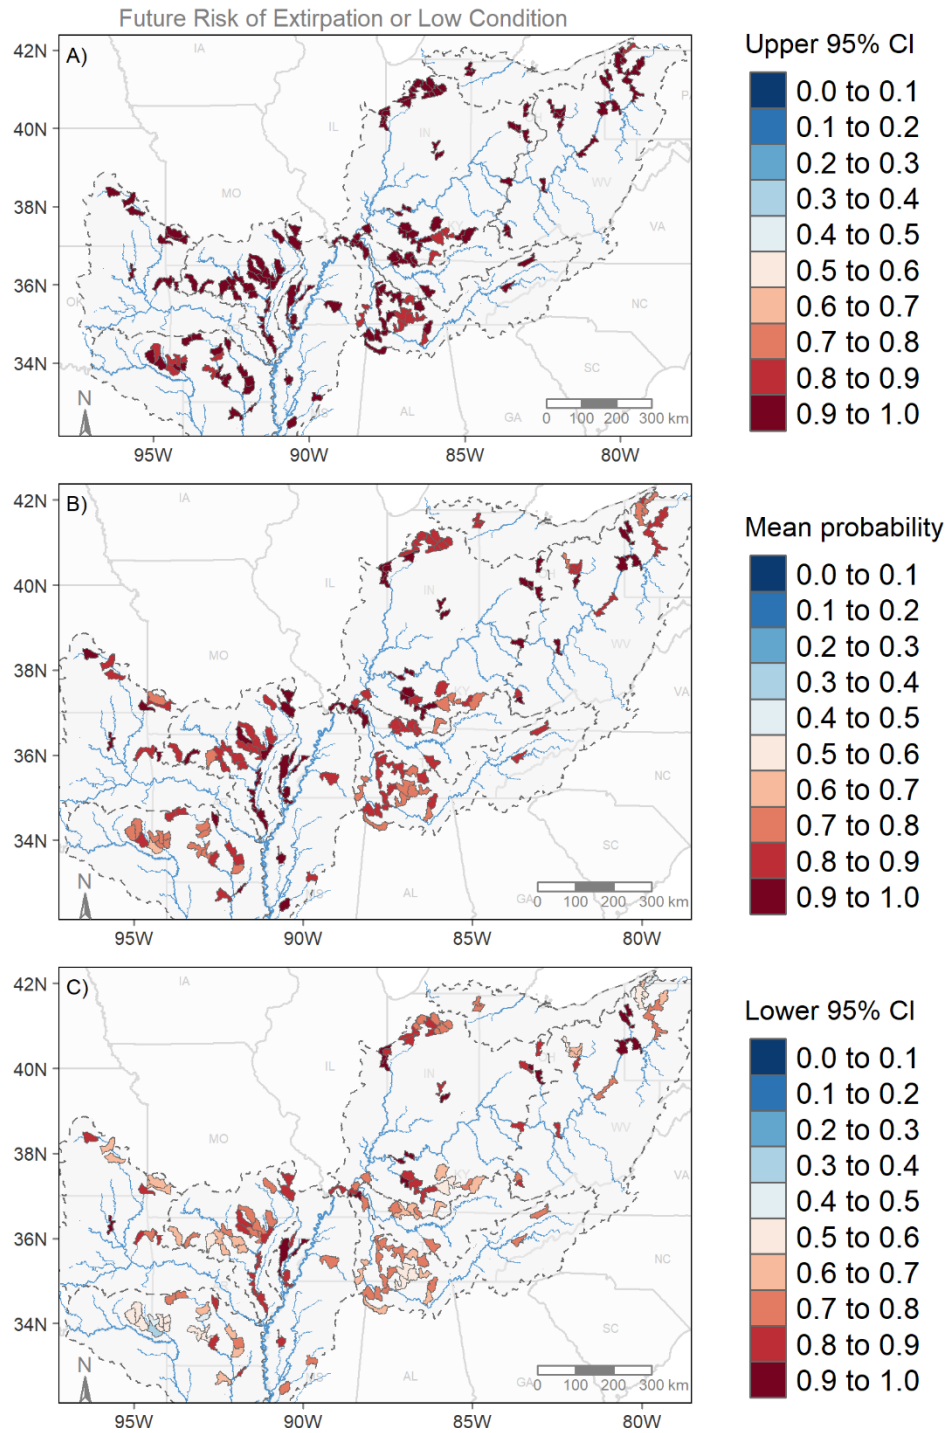 Future Risk of Extirpation or Low Condition
A)
42N
40N
38N
36N
34N
IA
IL
IN
MO
WV
VA
NC
SC
AL
GA
N
0 100 200 300 km
95W 90W 85W 80W
Upper 95% CI
0.0 to 0.1
0.1 to 0.2
0.2 to 0.3
0.3 to 0.4
0.4 to 0.5
0.5 to 0.6
0.6 to 0.7
0.7 to 0.8
0.8 to 0.9
0.9 to 1.0
B)
42N
40N
38N
36N
34N
IA
IL
IN
OH
MO
KY
WV
VA
NC
SC
AL
GA
N
0 100 200 300 km
95W 90W 85W 80W
Mean probability
0.0 to 0.1
0.1 to 0.2
0.2 to 0.3
0.3 to 0.4
0.4 to 0.5
0.5 to 0.6
0.6 to 0.7
0.7 to 0.8
0.8 to 0.9
0.9 to 1.0
C)
42N
40N
38N
36N
34N
IA
IL
IN
OH
MO
KY
WV
VA
NC
SC
AL
GA
N
0 100 200 300 km
95W 90W 85W 80W
Lower 95% CI
0.0 to 0.1
0.1 to 0.2
0.2 to 0.3
0.3 to 0.4
0.4 to 0.5
0.5 to 0.6
0.6 to 0.7
0.7 to 0.8
0.8 to 0.9
0.9 to 1.0